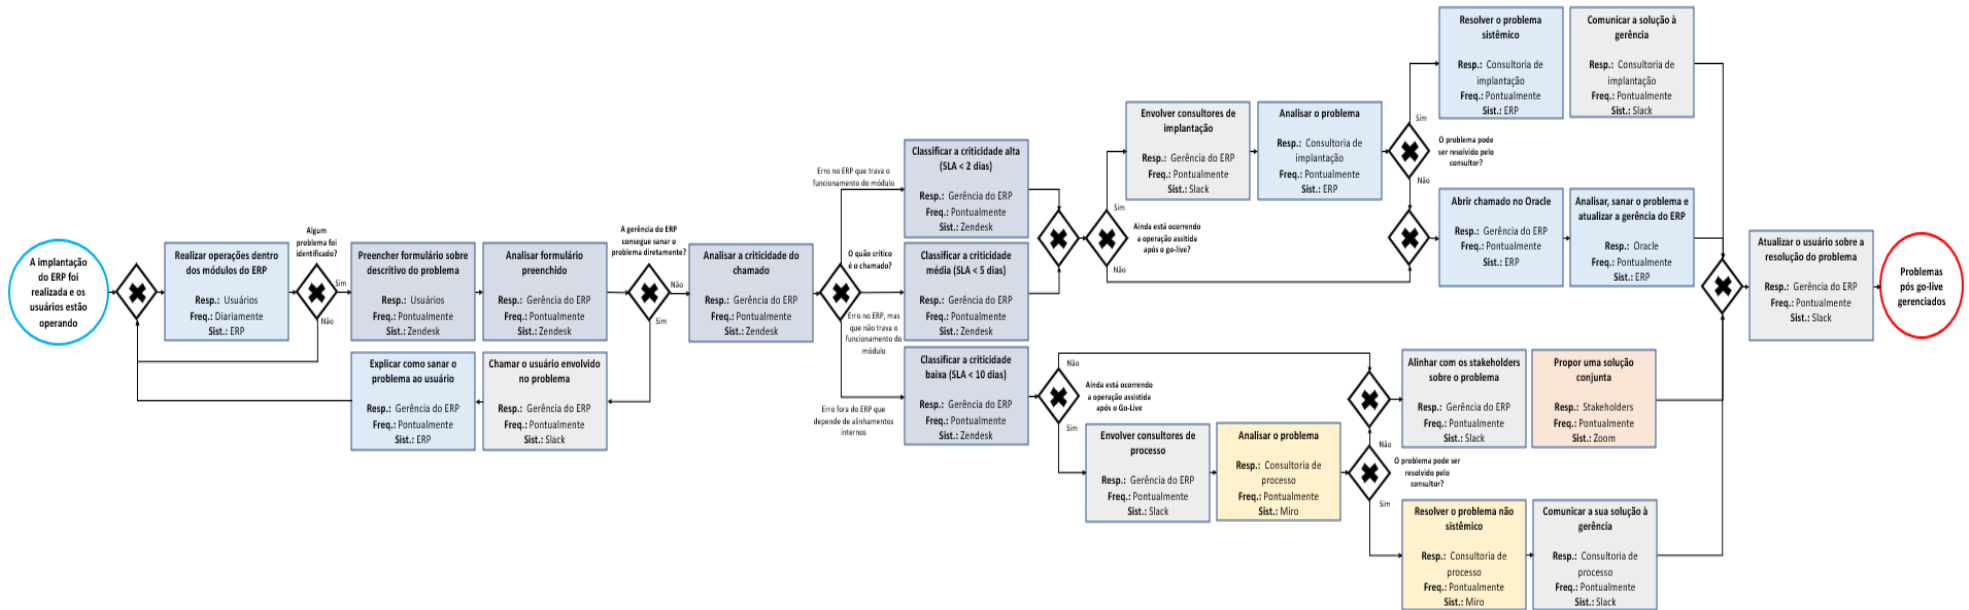 A implantação
do ERP foi
realizada e os
usuários estão
operando
Realizar operações dentro
dos módulos do ERP
Resp.: Usuários
Freq.: Diariamente
Sist.: ERP
Algum
problema foi
identificado?
Sim
Não
Preencher formulário sobre
descritivo do problema
Resp.: Usuários
Freq.: Pontualmente
Sist.: Zendesk
Analisar formulário
preenchido
Resp.: Gerência do ERP
Freq.: Pontualmente
Sist.: Zendesk
A gerência do ERP
consegue sanar o
problema diretamente?
Não
Sim
Chamar o usuário envolvido
no problema
Resp.: Gerência do ERP
Freq.: Pontualmente
Sist.: Slack
Explicar como sanar o
problema ao usuário
Resp.: Gerência do ERP
Freq.: Pontualmente
Sist.: ERP
Analisar a criticidade do
chamado
Resp.: Gerência do ERP
Freq.: Pontualmente
Sist.: Zendesk
O quão crítico
é o chamado?
Erro no ERP que trava o
funcionamento do módulo
Erro no ERP, mas
que não trava o
funcionamento do
módulo
Erro fora do ERP que
depende de alinhamentos
internos
Classificar a criticidade alta
(SLA < 2 dias)
Resp.: Gerência do ERP
Freq.: Pontualmente
Sist.: Zendesk
Classificar a criticidade
média (SLA < 5 dias)
Resp.: Gerência do ERP
Freq.: Pontualmente
Sist.: Zendesk
Classificar a criticidade
baixa (SLA < 10 dias)
Resp.: Gerência do ERP
Freq.: Pontualmente
Sist.: Zendesk
Sim
Ainda está ocorrendo
a operação assitida
após o go-live?
Não
Envolver consultores de
implantação
Resp.: Gerência do ERP
Freq.: Pontualmente
Sist.: Slack
Analisar o problema
Resp.: Consultoria de
implantação
Freq.: Pontualmente
Sist.: ERP
Sim
O problema pode
ser resolvido pelo
consultor?
Não
Resolver o problema
sistêmico
Resp.: Consultoria de
implantação
Freq.: Pontualmente
Sist.: ERP
Comunicar a solução à
gerência
Resp.: Consultoria de
implantação
Freq.: Pontualmente
Sist.: Slack
Abrir chamado no Oracle
Resp.: Gerência do ERP
Freq.: Pontualmente
Sist.: ERP
Analisar, sanar o problema e
atualizar a gerência do ERP
Resp.: Oracle
Freq.: Pontualmente
Sist.: ERP
Não
Ainda está ocorrendo
a operação assistida
após o Go-Live
Sim
Envolver consultores de
processo
Resp.: Gerência do ERP
Freq.: Pontualmente
Sist.: Slack
Analisar o problema
Resp.: Consultoria de
processo
Freq.: Pontualmente
Sist.: Miro
Não
O problema pode ser
resolvido pelo
consultor?
Sim
Alinhar com os stakeholders
sobre o problema
Resp.: Gerência do ERP
Freq.: Pontualmente
Sist.: Slack
Propor uma solução
conjunta
Resp.: Stakeholders
Freq.: Pontualmente
Sist.: Zoom
Resolver o problema não
sistêmico
Resp.: Consultoria de
processo
Freq.: Pontualmente
Sist.: Miro
Comunicar a sua solução à
gerência
Resp.: Consultoria de
processo
Freq.: Pontualmente
Sist.: Slack
Atualizar o usuário sobre a
resolução do problema
Resp.: Gerência do ERP
Freq.: Pontualmente
Sist.: Slack
Problemas
pós go-live
gerenciados